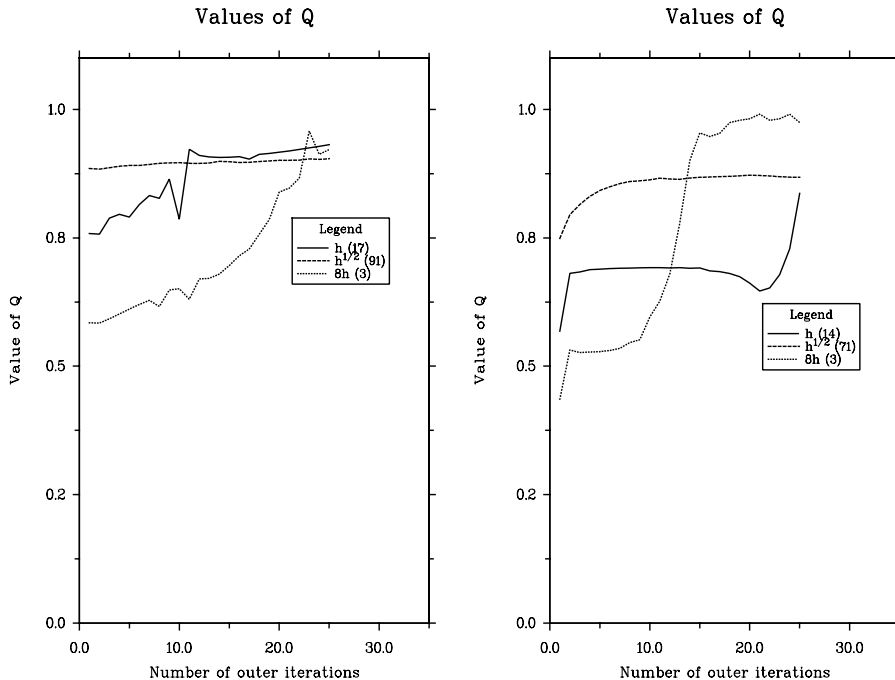 Values of Q
1.0
0.8
0.5
0.2
0.0
Value of Q
Legend
h (17)
h^1/2 (91)
8h (3)
0.0 10.0 20.0 30.0
Number of outer iterations
Values of Q
1.0
0.8
0.5
0.2
0.0
Value of Q
Legend
h (14)
h^1/2 (71)
8h (3)
0.0 10.0 20.0 30.0
Number of outer iterations